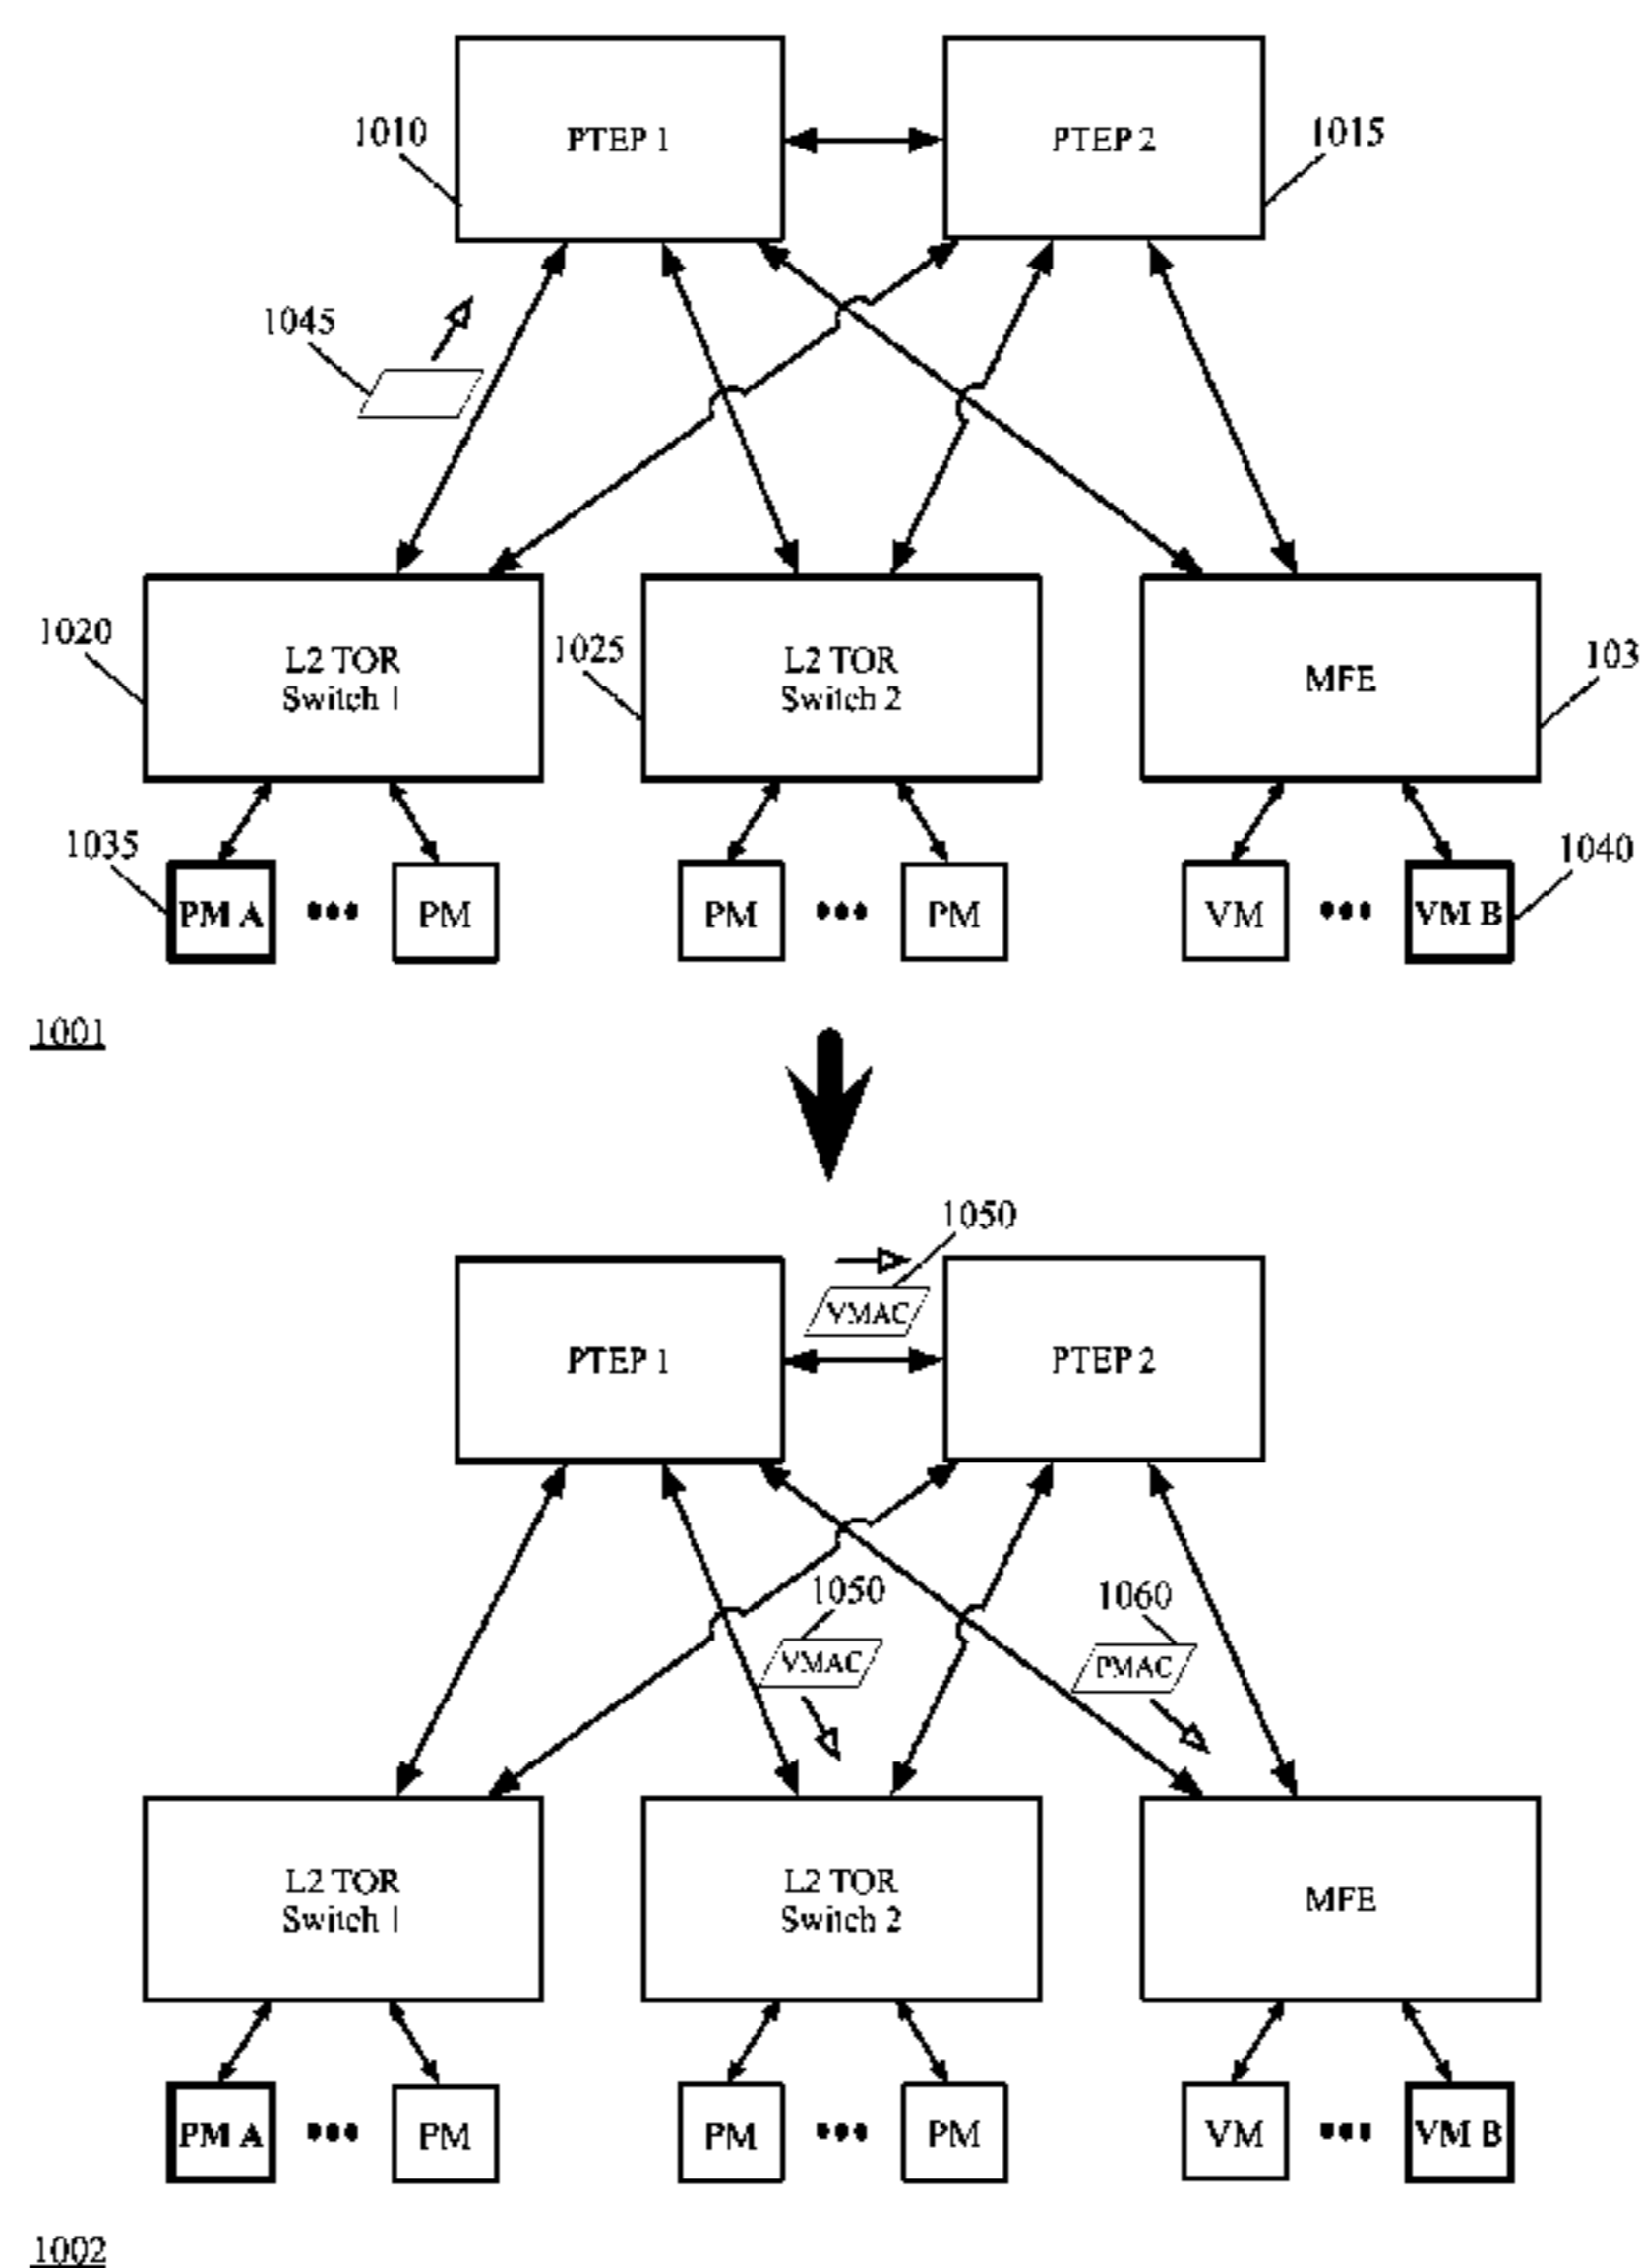 1010
PTEP 1
PTEP 2
1015
1045
1020
L2 TOR
Switch 1
1025
L2 TOR
Switch 2
MFE
103
1035
PM A
PM
PM
PM
VM
VM B
1040
1001
1050
VMAC
PTEP 1
PTEP 2
1050
VMAC
1060
PMAC
L2 TOR
Switch 1
L2 TOR
Switch 2
MFE
PM A
PM
PM
PM
VM
VM B
1002